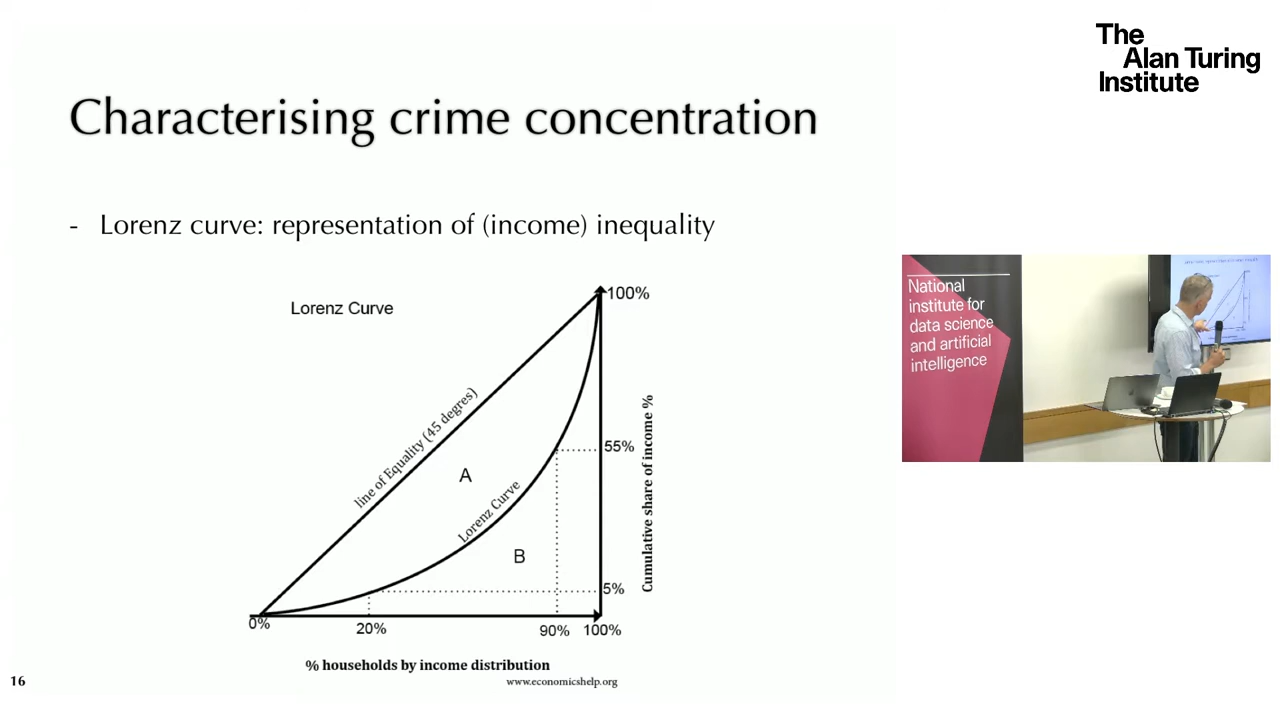 The
Alan Turing
Institute
Characterising crime concentration
- Lorenz curve: representation of (income) inequality
Lorenz Curve
100%
line of Equality (45 degres)
A
Lorenz Curve
B
55%
5%
Cumulative share of income %
0%
20%
90%
100%
% households by income distribution
www.economicshelp.org
16
National
institute for
data science
and artificial
intelligence